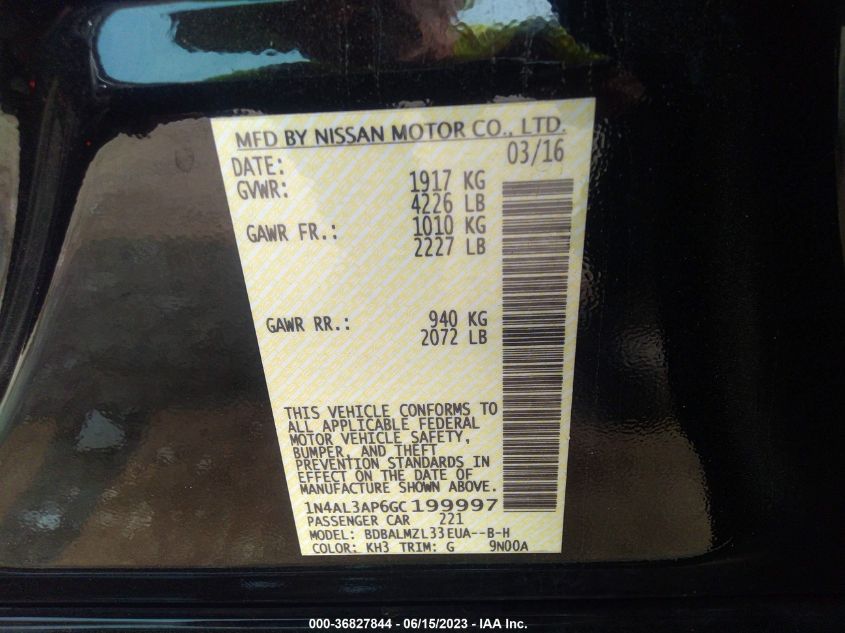 MFD BY NISSAN MOTOR CO., LTD.
DATE: 03/16
GVWR: 1917 KG
4226 LB
GAWR FR.: 1010 KG
2227 LB
GAWR RR.: 940 KG
2072 LB
THIS VEHICLE CONFORMS TO
ALL APPLICABLE FEDERAL
MOTOR VEHICLE SAFETY,
BUMPER, AND THEFT
PREVENTION STANDARDS IN
EFFECT ON THE DATE OF
MANUFACTURE SHOWN ABOVE.
1N4AL3AP6GC199997
PASSENGER CAR 221
MODEL: BDBALMZL33EUA--B-H
COLOR: KH3 TRIM: G 9N00A
000-36827844 - 06/15/2023 - IAA Inc.